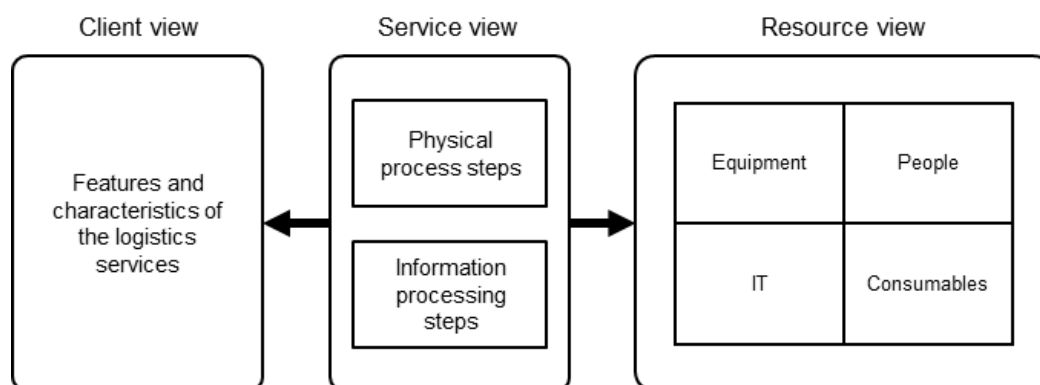 Client view
Service view
Resource view
Features and
characteristics of
the logistics
services
Physical
process steps
Information
processing
steps
Equipment
People
IT
Consumables